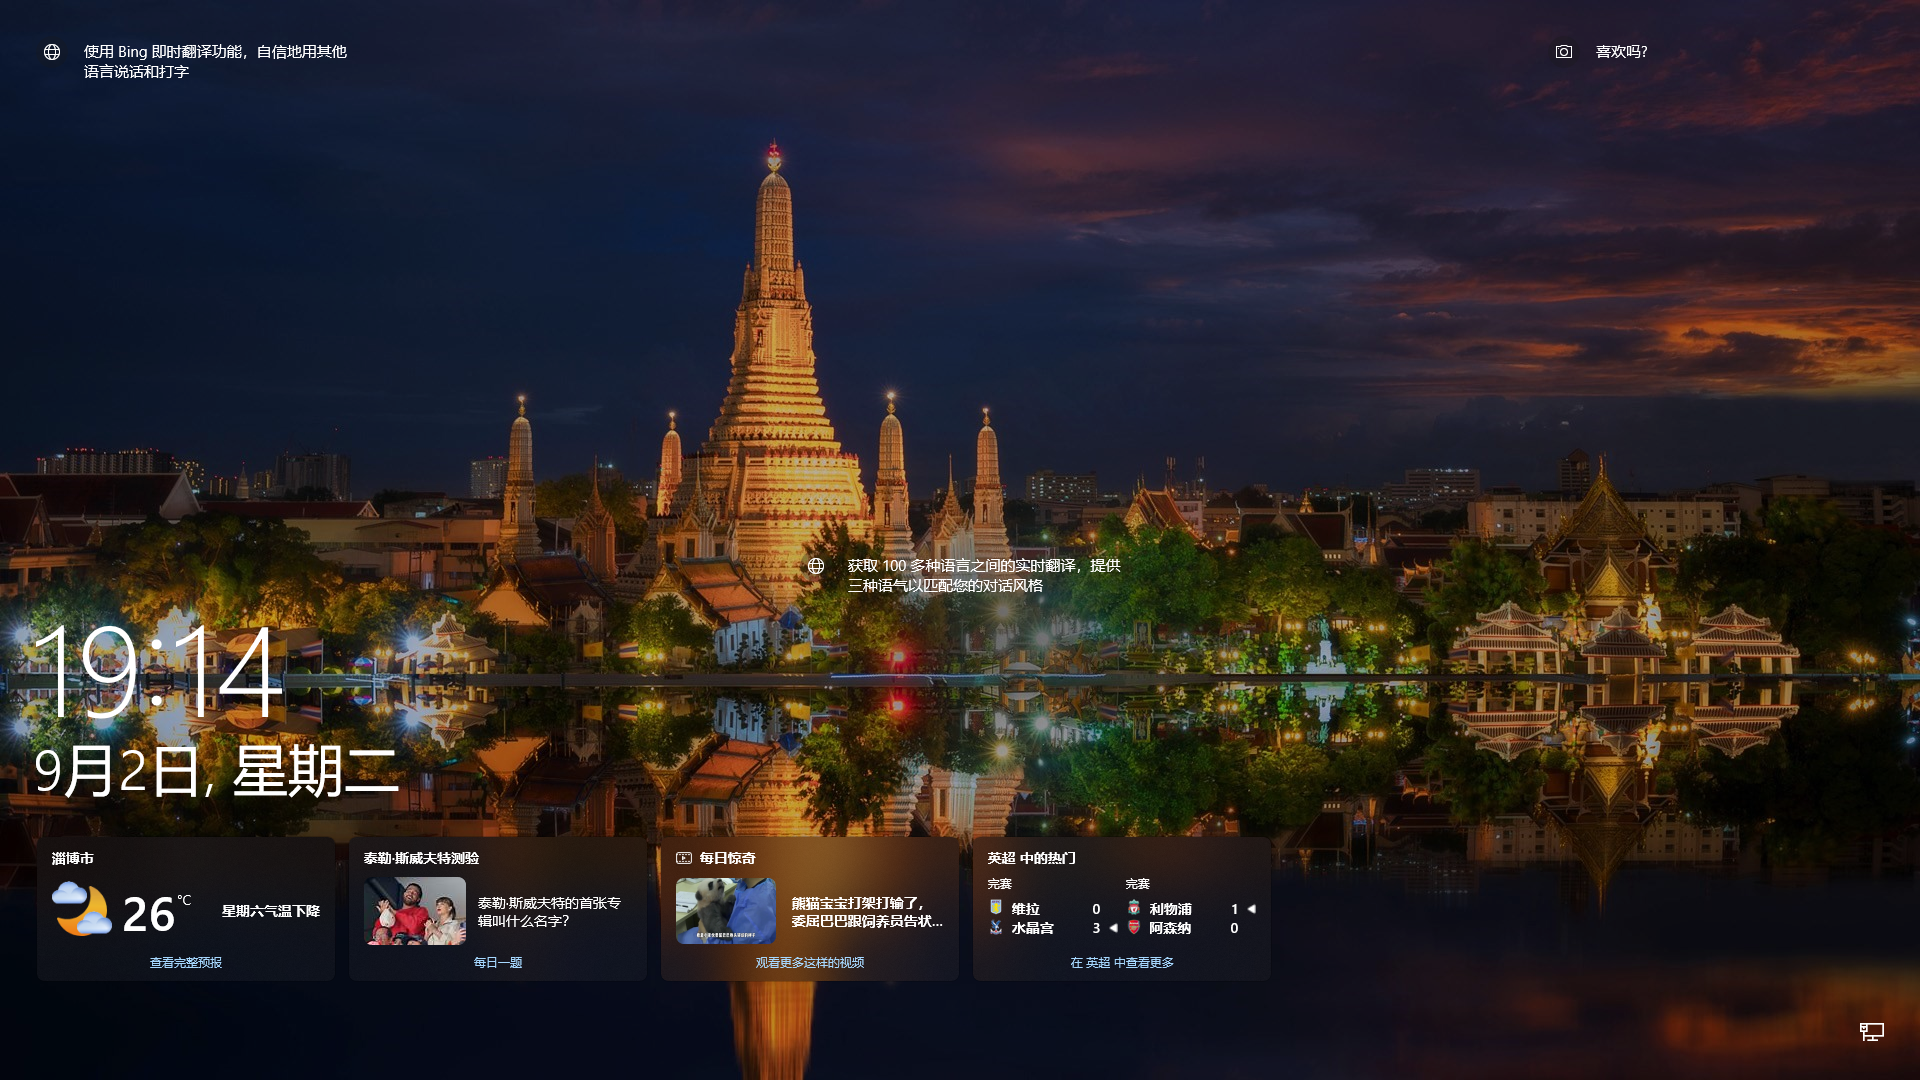 使用 Bing 即时翻译功能，自信地用其他
语言说话和打字
喜欢吗?
获取 100 多种语言之间的实时翻译，提供
三种语气以匹配您的对话风格
19:14
9月2日, 星期二
淄博市
26°C
星期六气温下降
查看完整预报
泰勒·斯威夫特测验
泰勒·斯威夫特的首张专
辑叫什么名字?
每日一题
每日惊奇
熊猫宝宝打架打输了，
委屈巴巴跟饲养员告状...
观看更多这样的视频
英超 中的热门
完赛 完赛
维拉 0 利物浦 1
水晶宫 3 阿森纳 0
在 英超 中查看更多